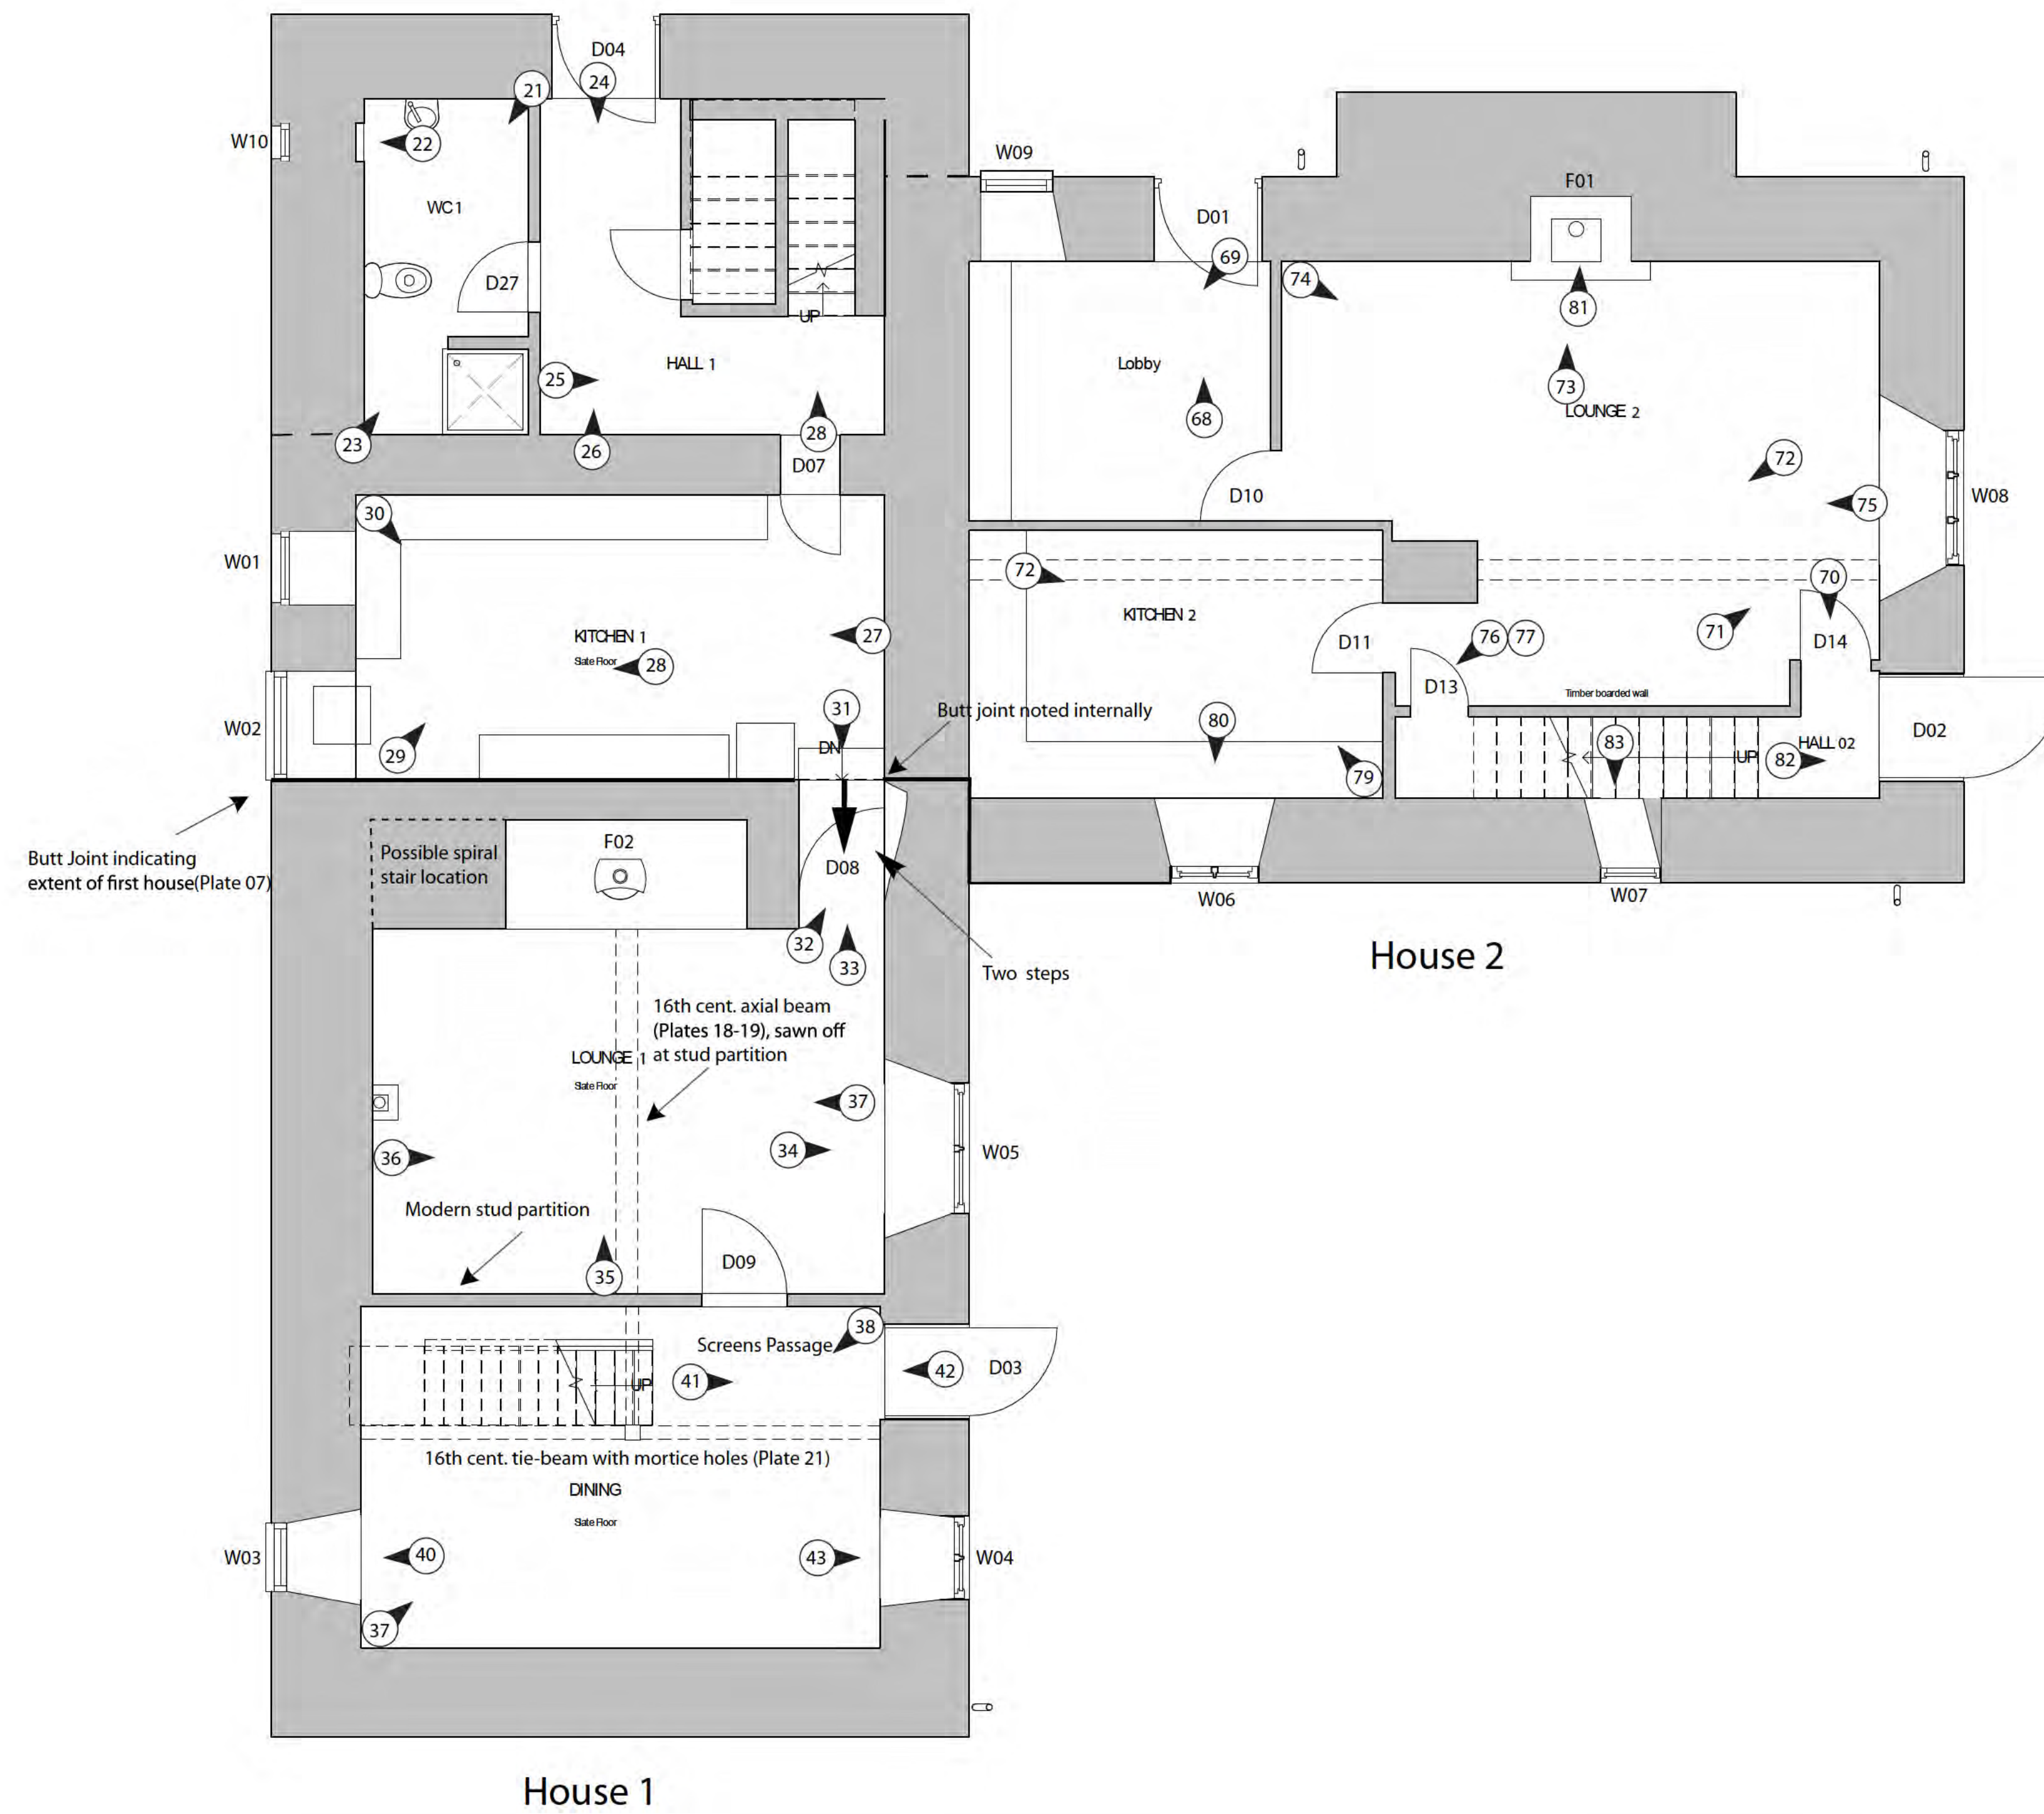 D04
24
21
22
W10
WC1
D27
UP
HALL 1
25
23
26
28
D07
W09
D01
69
F01
74
81
73
LOUNGE 2
Lobby
68
D10
72
75
W08
30
W01
KITCHEN 1
Slate Floor
28
27
W02
29
31
DN
Butt joint noted internally
72
KITCHEN 2
D11
76
77
71
70
D14
D13
Timber boarded wall
80
79
83
UP
82
HALL 02
D02
W06
W07
House 2
Butt Joint indicating
extent of first house(Plate 07)
Possible spiral
stair location
F02
D08
32
33
Two steps
16th cent. axial beam
(Plates 18-19), sawn off
at stud partition
LOUNGE 1
Slate Floor
37
34
W05
36
Modern stud partition
35
D09
38
Screens Passage
UP
41
42
D03
16th cent. tie-beam with mortice holes (Plate 21)
DINING
Slate Floor
W03
40
43
W04
37
House 1